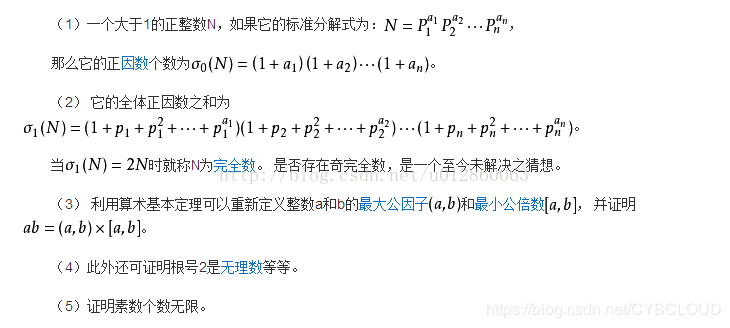 （1）一个大于1的正整数N，如果它的标准分解式为：$N = P_1^{a_1} P_2^{a_2} \cdots P_n^{a_n}$，
那么它的正因数个数为$\sigma_0(N) = (1 + a_1)(1 + a_2) \cdots (1 + a_n)$。
（2） 它的全体正因数之和为
$\sigma_1(N) = (1 + p_1 + p_1^2 + \cdots + p_1^{a_1})(1 + p_2 + p_2^2 + \cdots + p_2^{a_2}) \cdots (1 + p_n + p_n^2 + \cdots + p_n^{a_n})$。
当$\sigma_1(N) = 2N$时就称N为完全数。 是否存在奇完全数，是一个至今未解决之猜想。
http://blog.csdn.net/u012860063
（3） 利用算术基本定理可以重新定义整数a和b的最大公因子$(a, b)$和最小公倍数$[a, b]$， 并证明
$ab = (a, b) \times [a, b]$。
（4）此外还可证明根号2是无理数等等。
（5）证明素数个数无限。
https://blog.csdn.net/CYBCLOUD